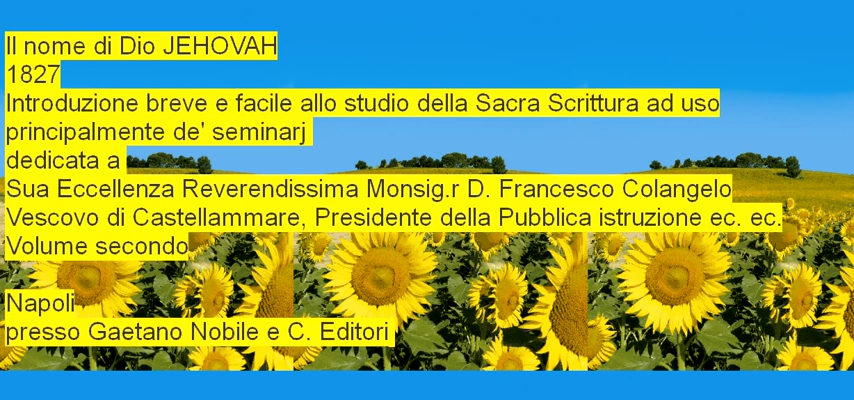 Il nome di Dio JEHOVAH
1827
Introduzione breve e facile allo studio della Sacra Scrittura ad uso
principalmente de' seminarj
dedicata a
Sua Eccellenza Reverendissima Monsig.r D. Francesco Colangelo
Vescovo di Castellammare, Presidente della Pubblica istruzione ec. ec.
Volume secondo
Napoli
presso Gaetano Nobile e C. Editori